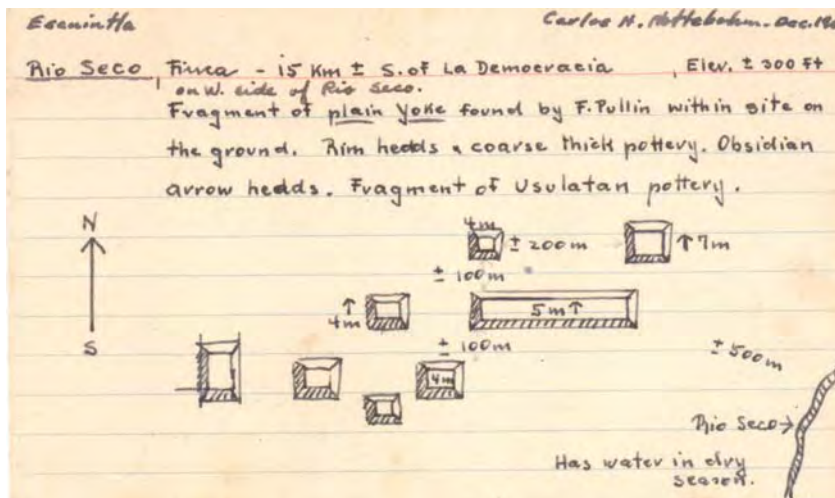 Escuintla Carlos H. Nottebohm. Dec.
Rio Seco, Finca - 15 Km ± S. of La Democracia, Elev. ± 300 Ft
on W. side of Rio Seco.
Fragment of plain Yoke found by F. Pullin within site on
the ground. Rim hedds & coarse thick pottery. Obsidian
arrow hedds. Fragment of Usulatan pottery.
N
4m
± 200m
↑ 7m
± 100m
↑
4m
5m ↑
S
± 100m
± 500m
4m
Rio Seco →
Has water in dry
season.